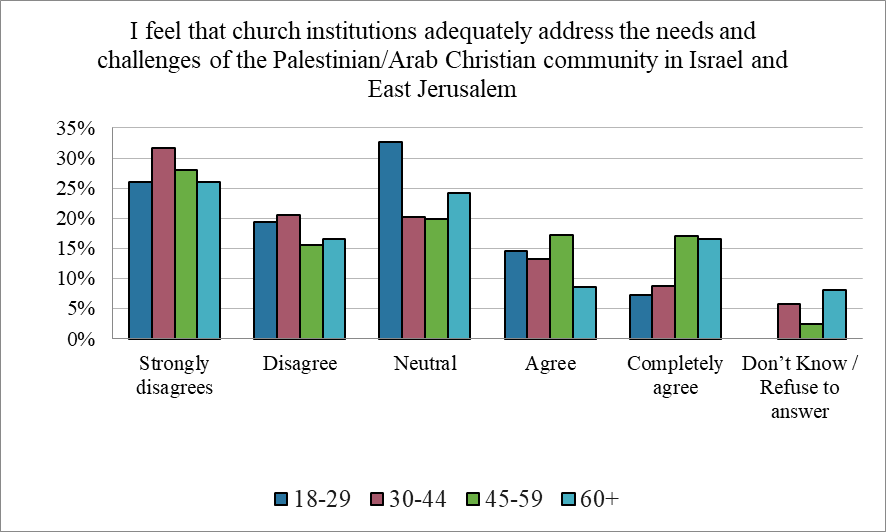 I feel that church institutions adequately address the needs and
challenges of the Palestinian/Arab Christian community in Israel and
East Jerusalem
35%
30%
25%
20%
15%
10%
5%
0%
Strongly
disagrees
Disagree
Neutral
Agree
Completely
agree
Don’t Know /
Refuse to
answer
18-29 30-44 45-59 60+